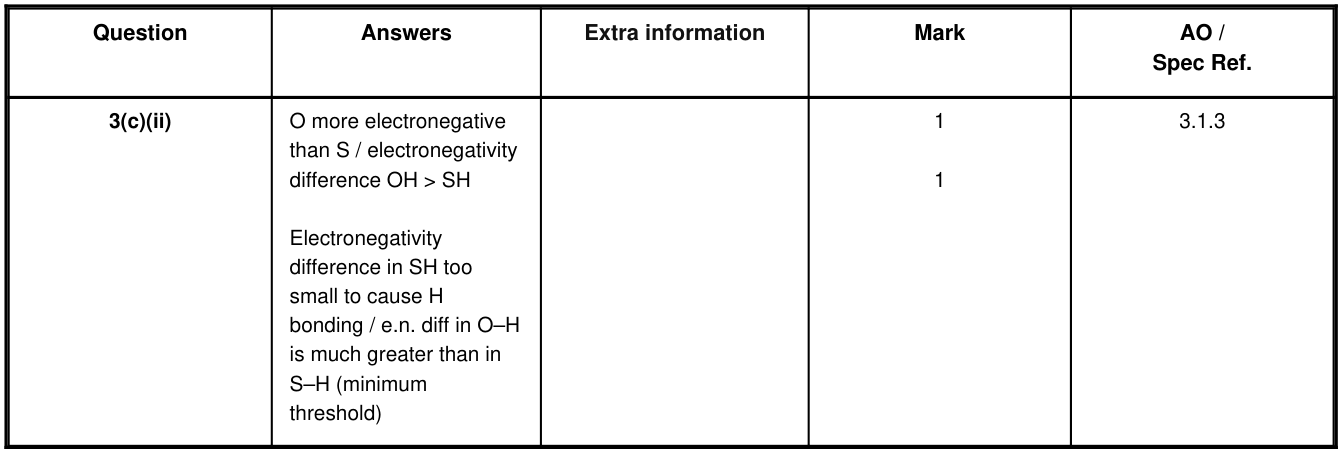 Question
Answers
Extra information
Mark
AO /
Spec Ref.
3(c)(ii)
O more electronegative
than S / electronegativity
difference OH > SH
Electronegativity
difference in SH too
small to cause H
bonding / e.n. diff in O–H
is much greater than in
S–H (minimum
threshold)
1
1
3.1.3